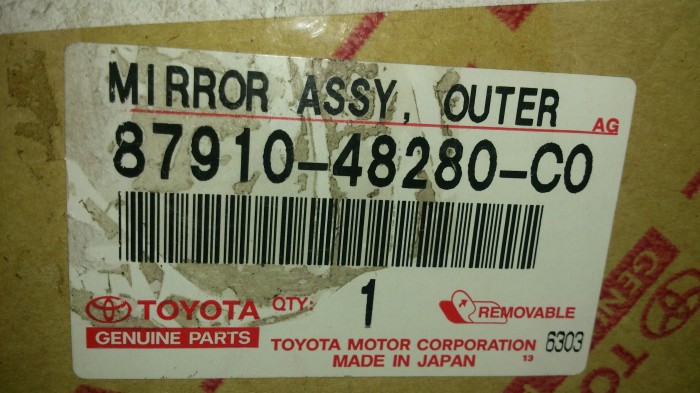 MIRROR ASSY, OUTER
AG
87910-48280-C0
TOYOTA QTY: 1 REMOVABLE
GENUINE PARTS
TOYOTA MOTOR CORPORATION 6303
MADE IN JAPAN 13
GENUI